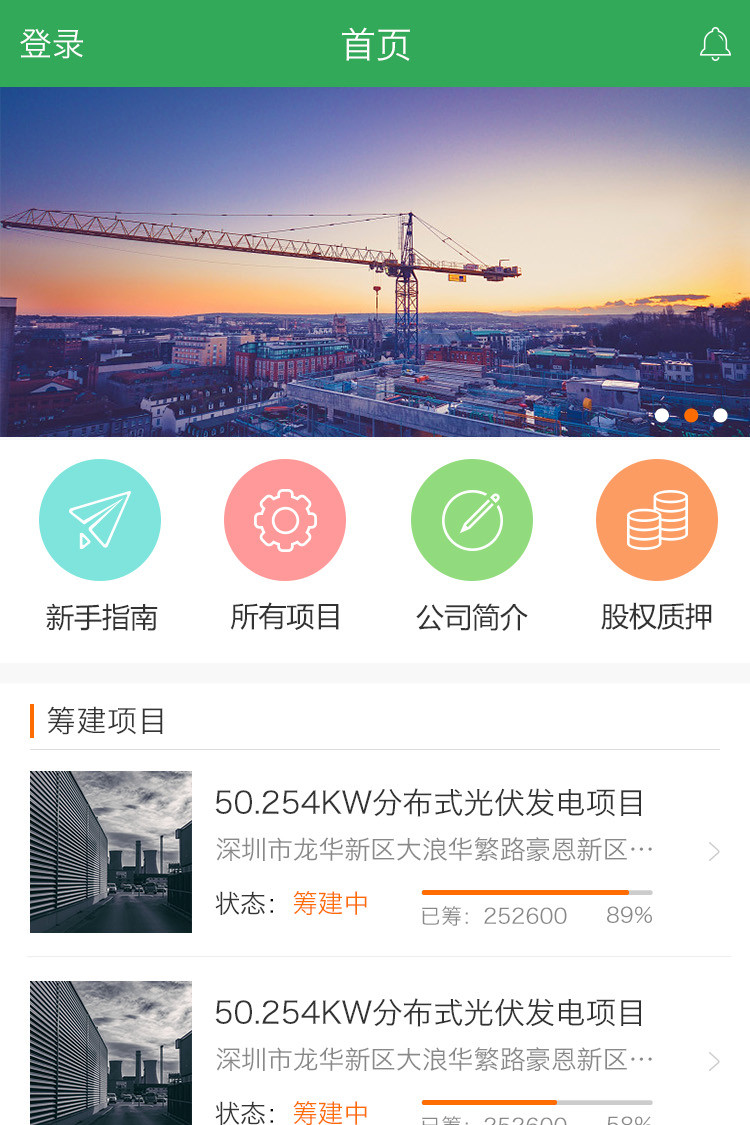 登录
首页
新手指南
所有项目
公司简介
股权质押
筹建项目
50.254KW分布式光伏发电项目
深圳市龙华新区大浪华繁路豪恩新区…
状态：筹建中
已筹：252600 89%
50.254KW分布式光伏发电项目
深圳市龙华新区大浪华繁路豪恩新区…
状态：筹建中
已筹：252600 58%